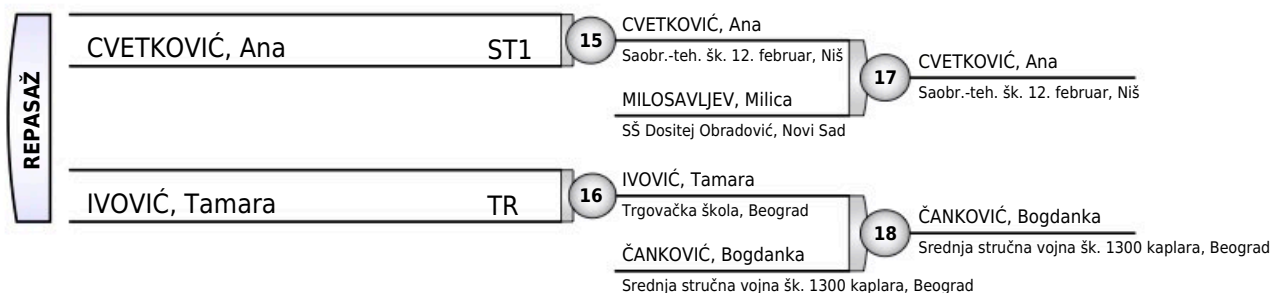 REPASAŽ
CVETKOVIĆ, Ana ST1
15
CVETKOVIĆ, Ana
Saobr.-teh. šk. 12. februar, Niš
MILOSAVLJEV, Milica
SŠ Dositej Obradović, Novi Sad
17
CVETKOVIĆ, Ana
Saobr.-teh. šk. 12. februar, Niš
IVOVIĆ, Tamara TR
16
IVOVIĆ, Tamara
Trgovačka škola, Beograd
ČANKOVIĆ, Bogdanka
Srednja stručna vojna šk. 1300 kaplara, Beograd
18
ČANKOVIĆ, Bogdanka
Srednja stručna vojna šk. 1300 kaplara, Beograd